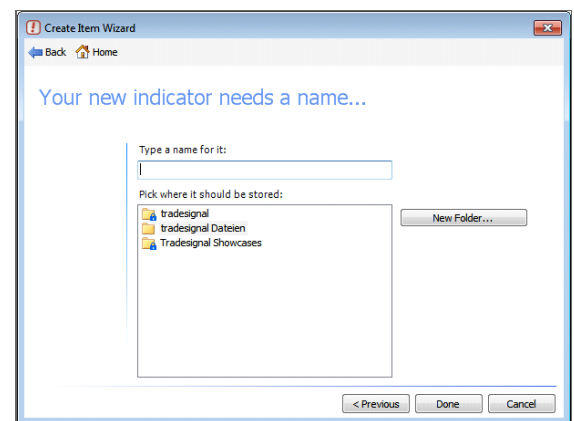 Create Item Wizard
Back Home
Your new indicator needs a name...
Type a name for it:
Pick where it should be stored:
tradesignal
tradesignal Dateien
Tradesignal Showcases
New Folder...
< Previous Done Cancel